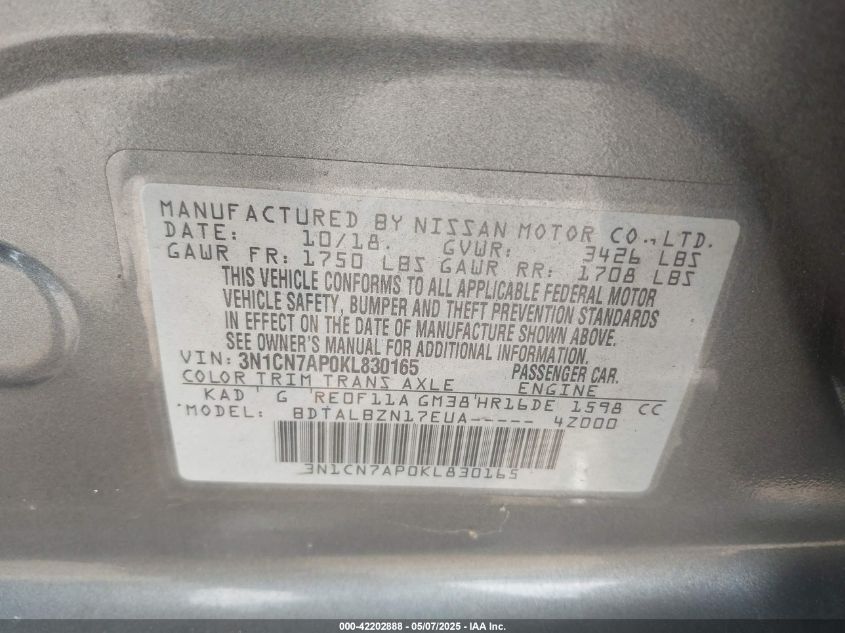 MANUFACTURED BY NISSAN MOTOR CO., LTD.
DATE: 10/18. GVWR: 3426 LBS
GAWR FR: 1750 LBS GAWR RR: 1708 LBS
THIS VEHICLE CONFORMS TO ALL APPLICABLE FEDERAL MOTOR
VEHICLE SAFETY, BUMPER AND THEFT PREVENTION STANDARDS
IN EFFECT ON THE DATE OF MANUFACTURE SHOWN ABOVE.
SEE OWNER'S MANUAL FOR ADDITIONAL INFORMATION
VIN: 3N1CN7AP0KL830165 PASSENGER CAR.
COLOR TRIM TRANS AXLE ENGINE
KAD G RE0F11A GM38 HR16DE 1598 CC
MODEL: BDTALBZN17EUA----- 4Z000
3N1CN7AP0KL830165
000-42202888 - 05/07/2025 - IAA Inc.